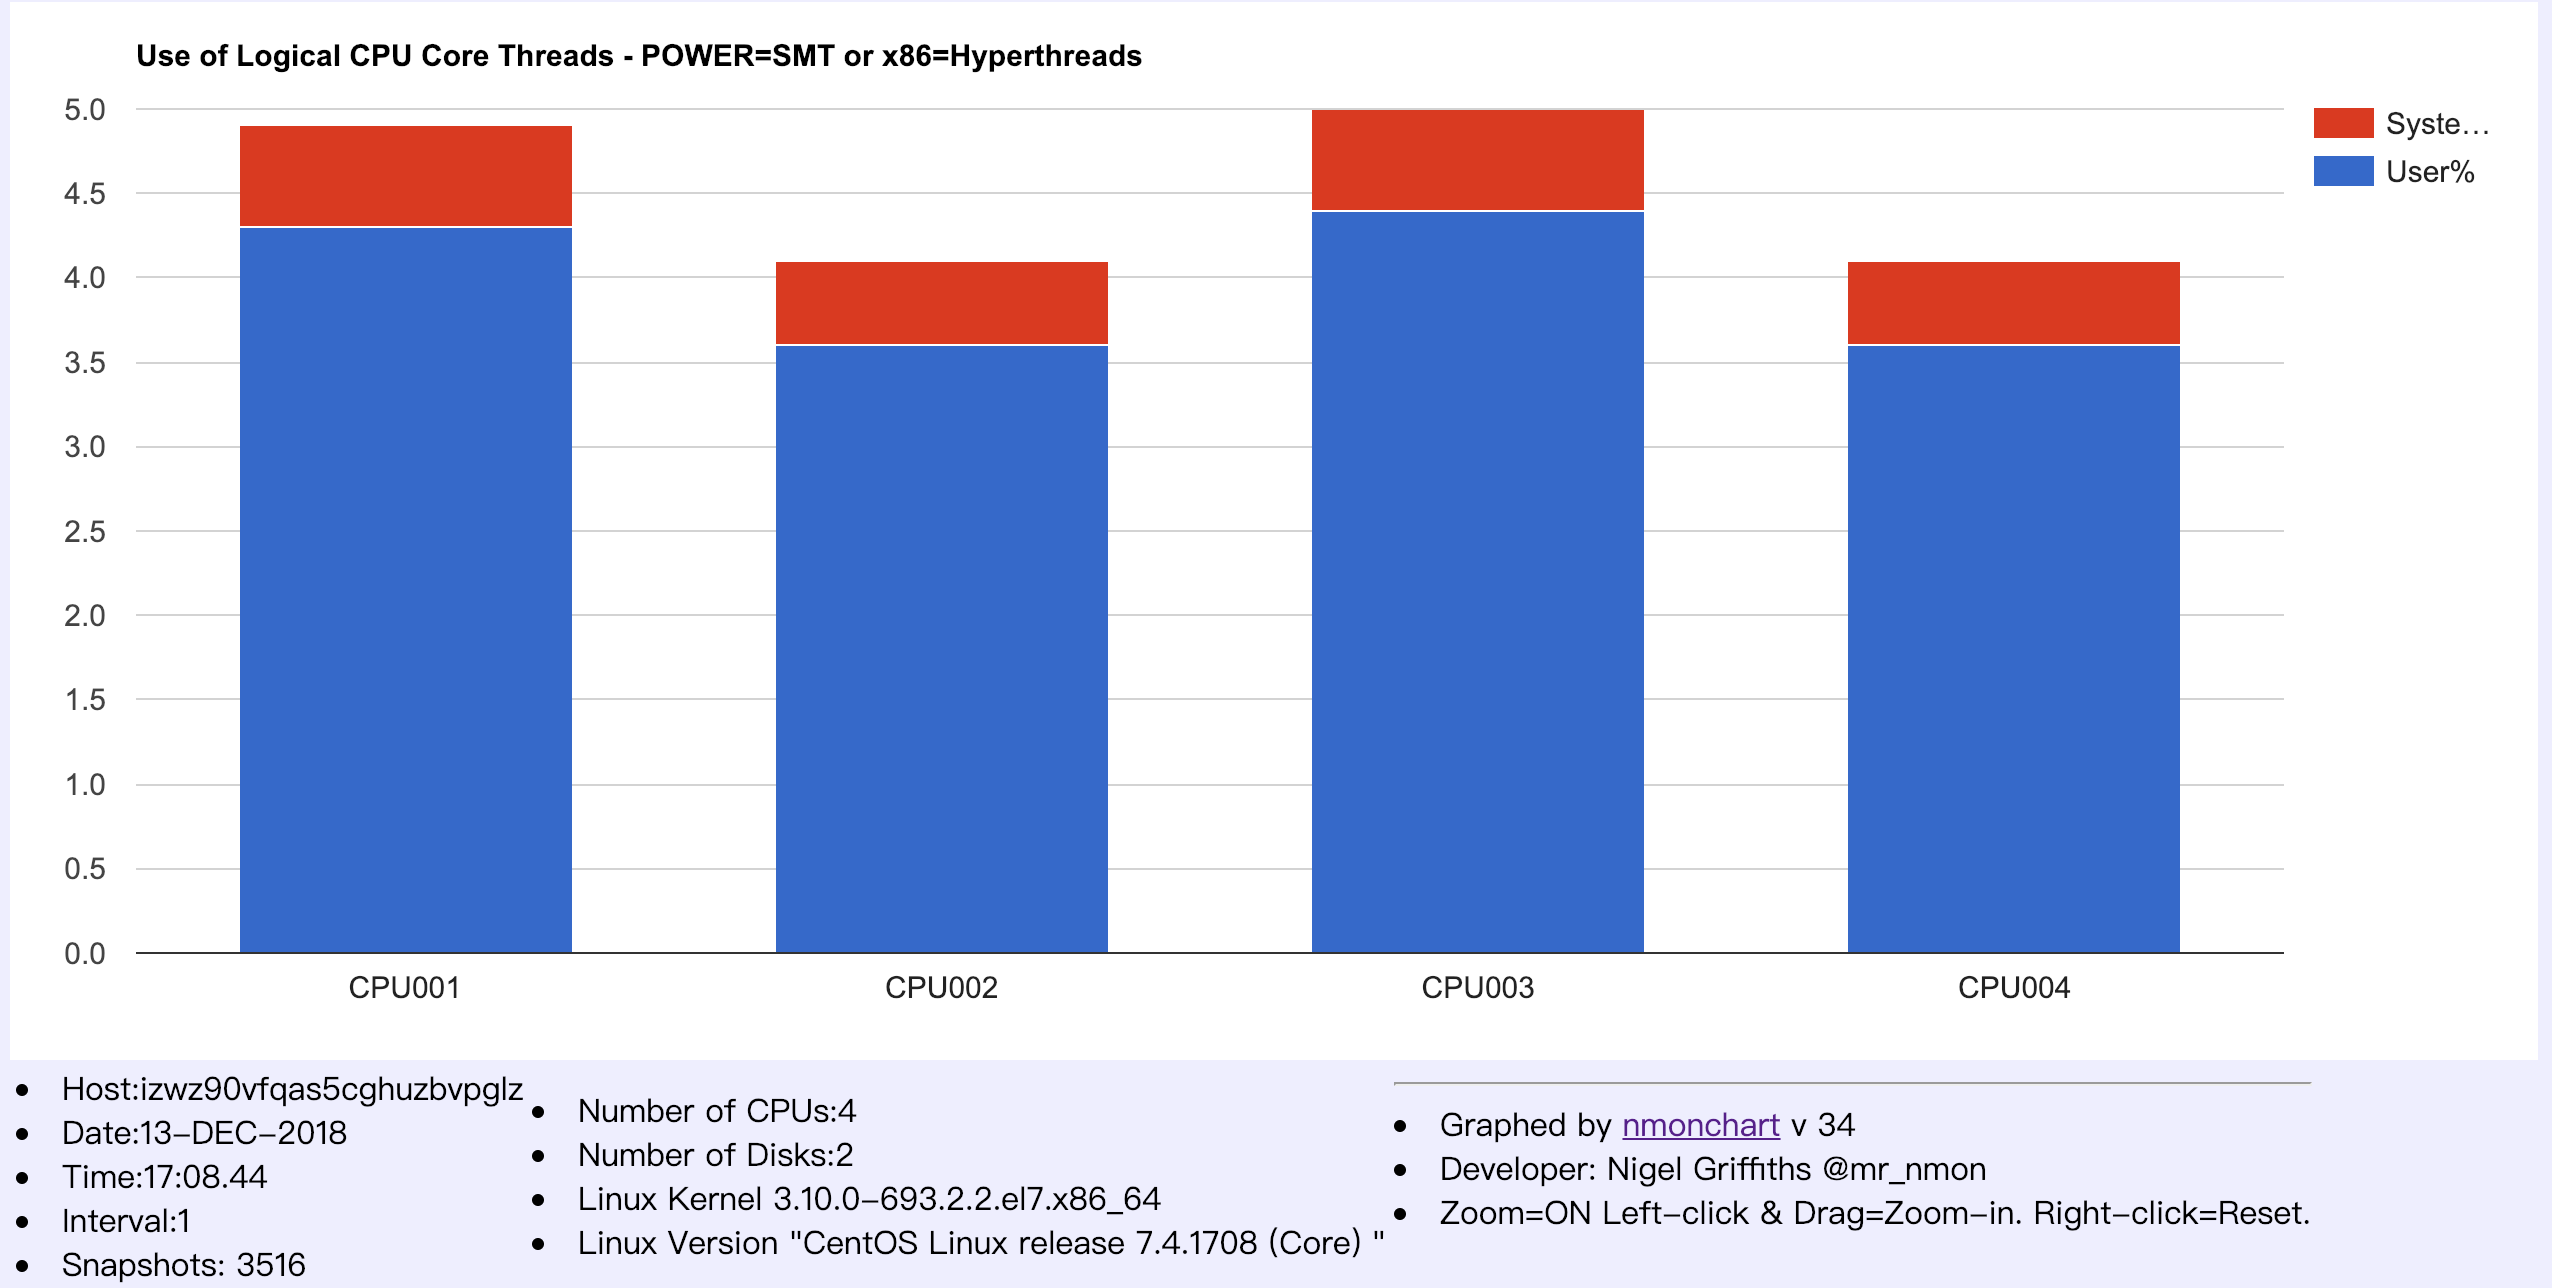 Use of Logical CPU Core Threads - POWER=SMT or x86=Hyperthreads
5.0
4.5
4.0
3.5
3.0
2.5
2.0
1.5
1.0
0.5
0.0
Syste…
User%
CPU001
CPU002
CPU003
CPU004
Host:izwz90vfqas5cghuzbvpglz
Date:13-DEC-2018
Time:17:08.44
Interval:1
Snapshots: 3516
Number of CPUs:4
Number of Disks:2
Linux Kernel 3.10.0-693.2.2.el7.x86_64
Linux Version "CentOS Linux release 7.4.1708 (Core) "
Graphed by nmonchart v 34
Developer: Nigel Griffiths @mr_nmon
Zoom=ON Left-click & Drag=Zoom-in. Right-click=Reset.